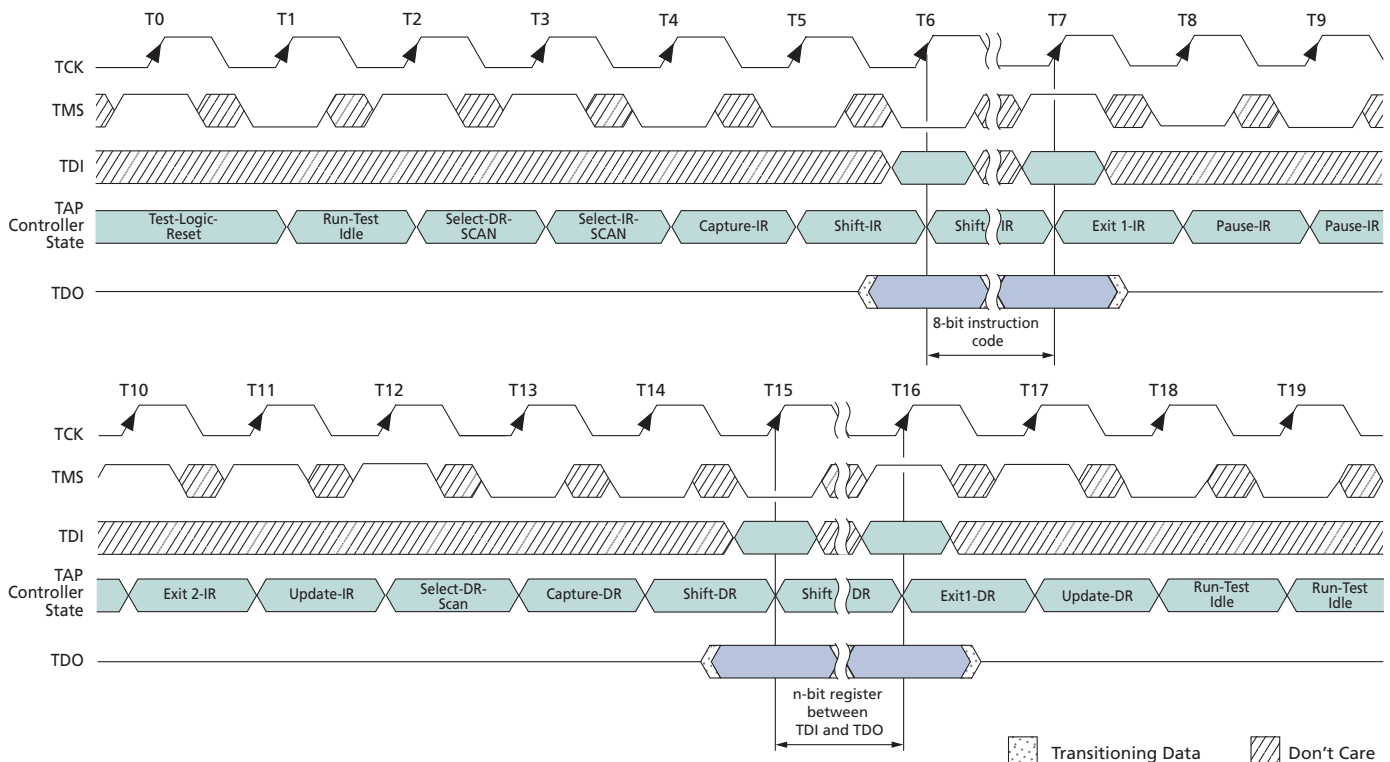 T0 T1 T2 T3 T4 T5 T6 T7 T8 T9
TCK
TMS
TDI
TAP
Controller
State
Test-Logic-
Reset
Run-Test
Idle
Select-DR-
SCAN
Select-IR-
SCAN
Capture-IR
Shift-IR
Shift IR
Exit 1-IR
Pause-IR
Pause-IR
TDO
8-bit instruction
code
T10 T11 T12 T13 T14 T15 T16 T17 T18 T19
TCK
TMS
TDI
TAP
Controller
State
Exit 2-IR
Update-IR
Select-DR-
Scan
Capture-DR
Shift-DR
Shift DR
Exit1-DR
Update-DR
Run-Test
Idle
Run-Test
Idle
TDO
n-bit register
between
TDI and TDO
Transitioning Data
Don't Care